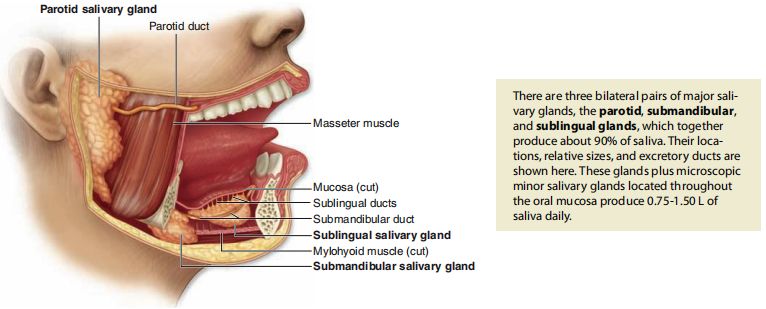 Parotid salivary gland
Parotid duct
Masseter muscle
Mucosa (cut)
Sublingual ducts
Submandibular duct
Sublingual salivary gland
Mylohyoid muscle (cut)
Submandibular salivary gland
There are three bilateral pairs of major sali-
vary glands, the parotid, submandibular,
and sublingual glands, which together
produce about 90% of saliva. Their loca-
tions, relative sizes, and excretory ducts are
shown here. These glands plus microscopic
minor salivary glands located throughout
the oral mucosa produce 0.75-1.50 L of
saliva daily.